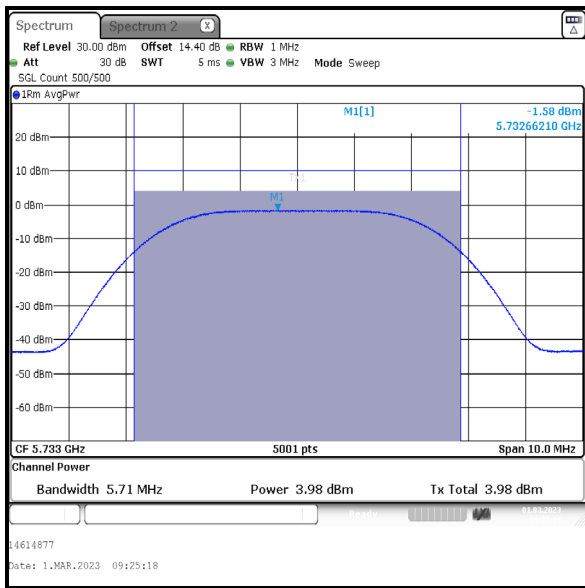 Spectrum Spectrum 2 X
Ref Level 30.00 dBm Offset 14.40 dB RBW 1 MHz
Att 30 dB SWT 5 ms VBW 3 MHz Mode Sweep
SGL Count 500/500
1Rm AvgPwr
M1[1] -1.58 dBm
5.73266210 GHz
20 dBm
10 dBm
Tx1
0 dBm
M1
-10 dBm
-20 dBm
-30 dBm
-40 dBm
-50 dBm
-60 dBm
CF 5.733 GHz 5001 pts Span 10.0 MHz
Channel Power
Bandwidth 5.71 MHz Power 3.98 dBm Tx Total 3.98 dBm
Ready 01.03.2023
14614877
Date: 1.MAR.2023 09:25:18